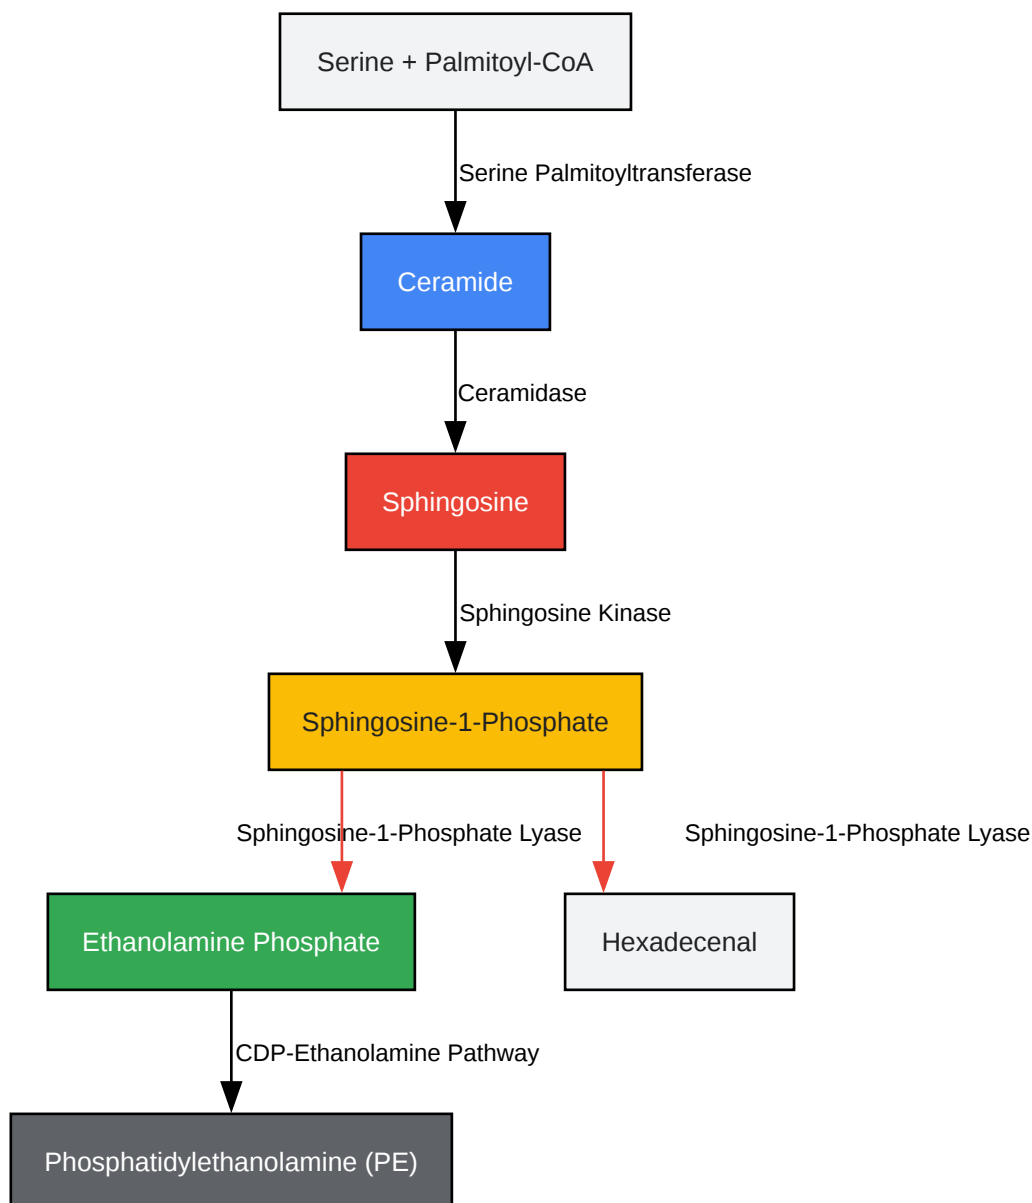 Serine + Palmitoyl-CoA
Serine Palmitoyltransferase
Ceramide
Ceramidase
Sphingosine
Sphingosine Kinase
Sphingosine-1-Phosphate
Sphingosine-1-Phosphate Lyase
Sphingosine-1-Phosphate Lyase
Ethanolamine Phosphate
Hexadecenal
CDP-Ethanolamine Pathway
Phosphatidylethanolamine (PE)